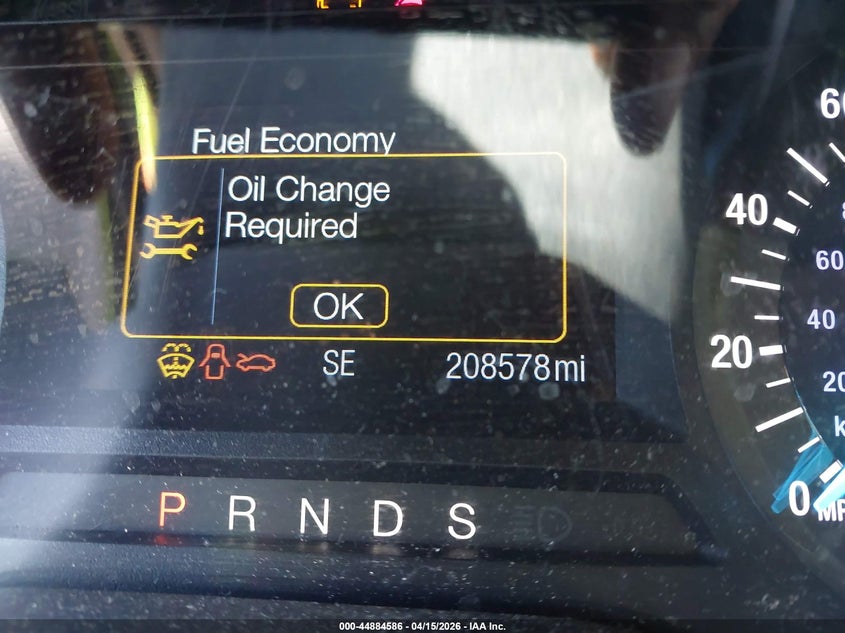 60
Fuel Economy
Oil Change
Required
OK
SE
208578mi
40
60
40
20
20
0
P R N D S
000-44884586 - 04/15/2026 - IAA Inc.